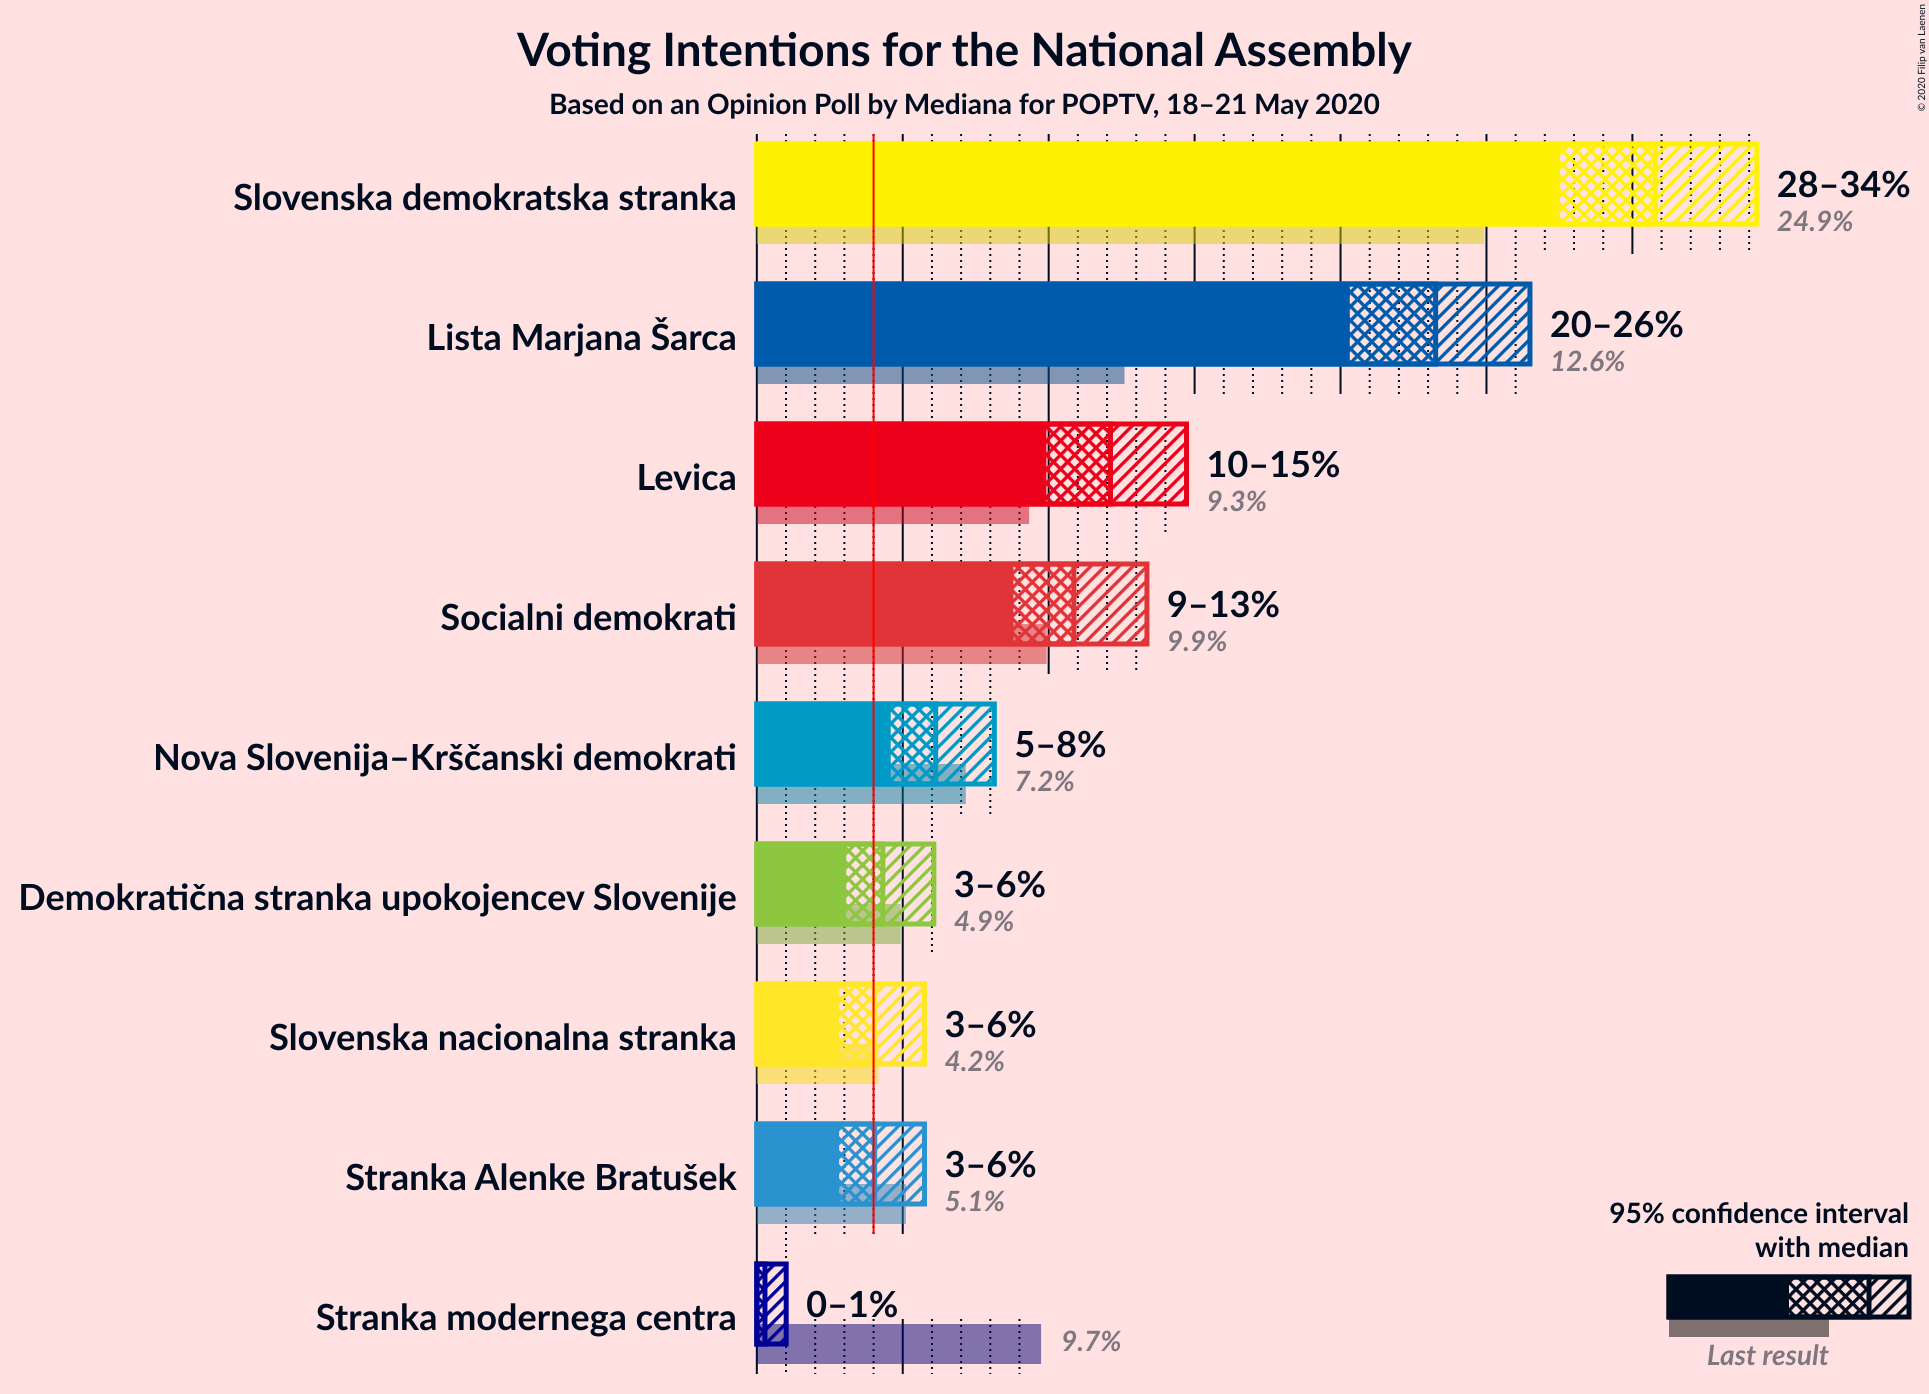 © 2020 Filip van Laenen
Voting Intentions for the National Assembly
Based on an Opinion Poll by Mediana for POPTV, 18–21 May 2020
Slovenska demokratska stranka
28–34%
24.9%
Lista Marjana Šarca
20–26%
12.6%
Levica
10–15%
9.3%
Socialni demokrati
9–13%
9.9%
Nova Slovenija–Krščanski demokrati
5–8%
7.2%
Demokratična stranka upokojencev Slovenije
3–6%
4.9%
Slovenska nacionalna stranka
3–6%
4.2%
Stranka Alenke Bratušek
3–6%
5.1%
Stranka modernega centra
0–1%
9.7%
95% confidence interval
with median
Last result